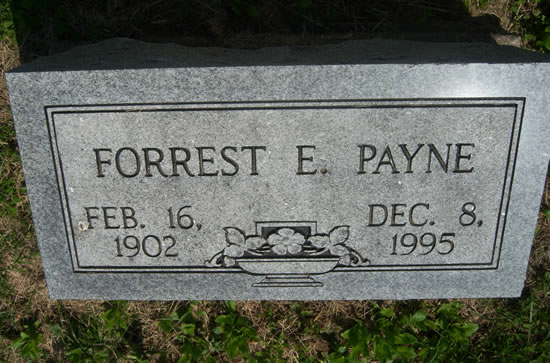 FORREST E. PAYNE
FEB. 16, 1902
DEC. 8, 1995